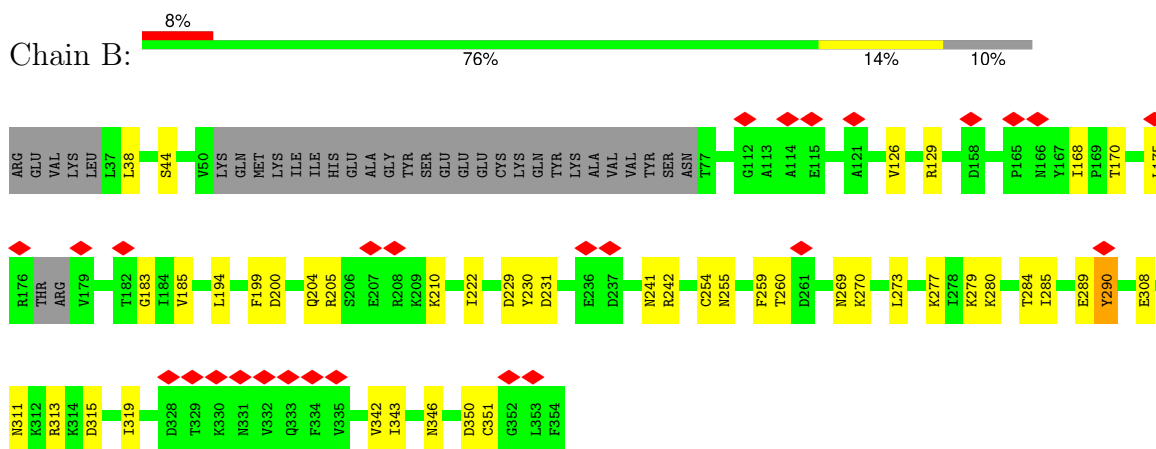 Chain B:
8%
76%
14%
10%
ARG GLU VAL LYS LEU L37 L38 S44 V50 LYS GLN MET LYS ILE ILE HIS GLU ALA GLY TYR SER GLU GLU GLU CYS LYS GLN TYR LYS ALA VAL VAL TYR SER ASN T77 G112 A113 A114 E115 A121 V126 R129 D158 P165 N166 Y167 I168 P169 T170 L175
R176 THR ARG V179 T182 G183 I184 V185 L194 F199 D200 Q204 R205 S206 E207 R208 K209 K210 I222 D229 Y230 D231 E236 D237 N241 R242 C254 N255 F259 T260 D261 N269 K270 L273 K277 I278 K279 K280 T284 I285 E289 Y290 E308
N311 K312 R313 K314 D315 I319 D328 T329 K330 N331 V332 Q333 F334 V335 V342 I343 N346 D350 C351 G352 L353 F354